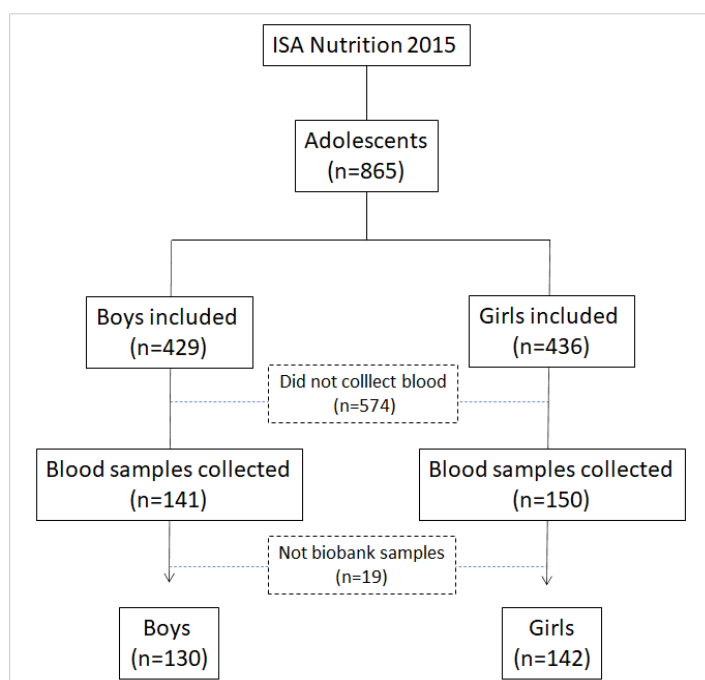 ISA Nutrition 2015
Adolescents
(n=865)
Boys included
(n=429)
Girls included
(n=436)
Did not colllect blood
(n=574)
Blood samples collected
(n=141)
Blood samples collected
(n=150)
Not biobank samples
(n=19)
Boys
(n=130)
Girls
(n=142)